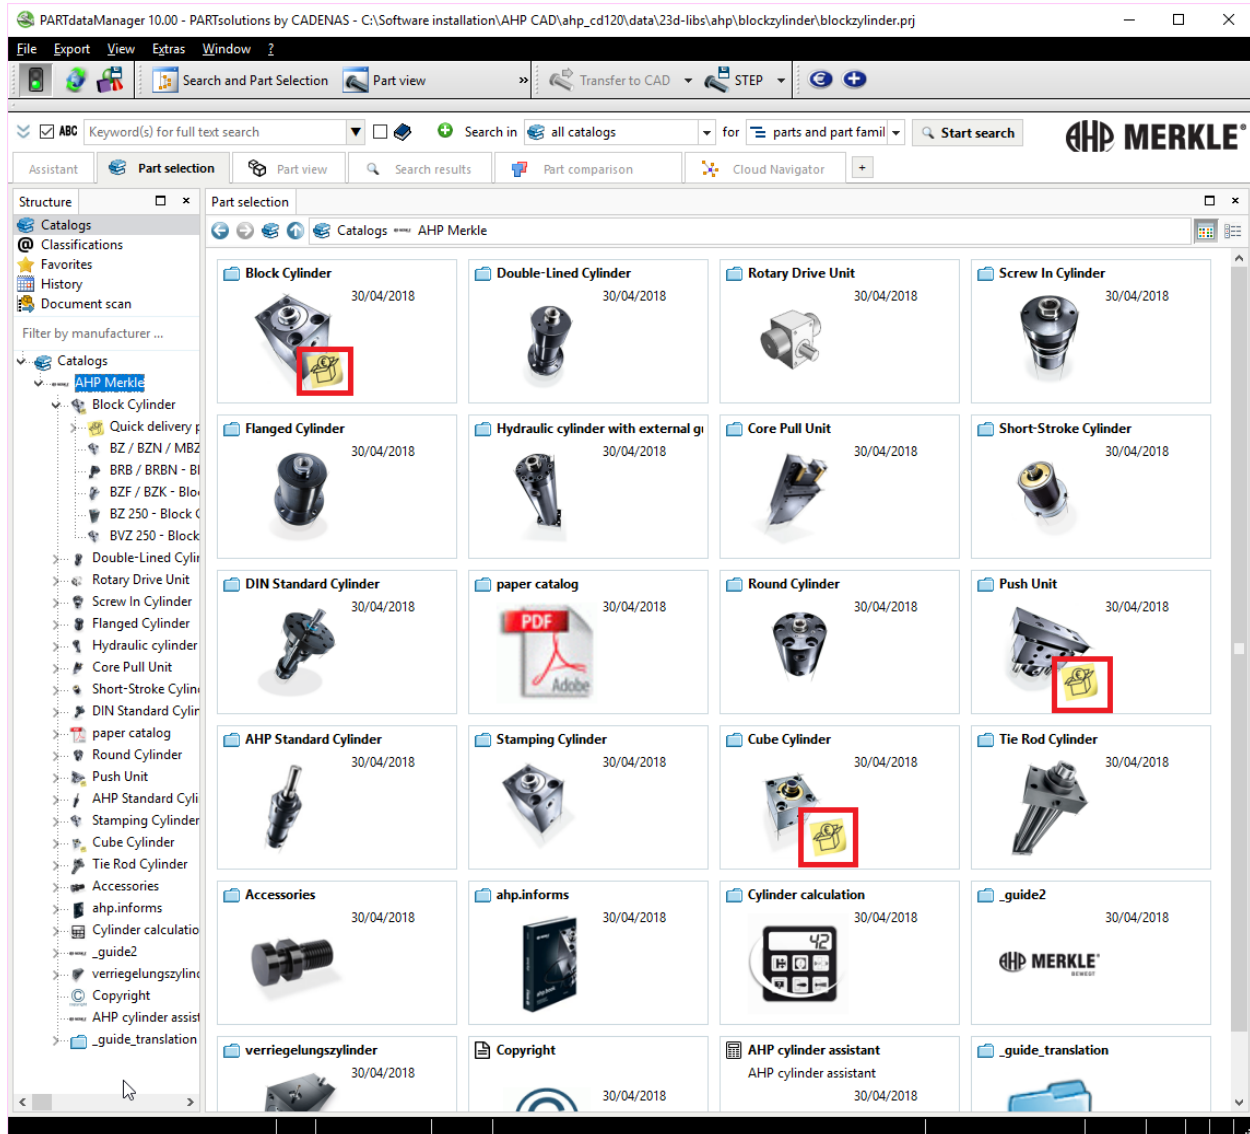 PARTdataManager 10.00 - PARTsolutions by CADENAS - C:\Software installation\AHP CAD\ahp_cd120\data\23d-libs\ahp\blockzylinder\blockzylinder.prj
File Export View Extras Window ?
Search and Part Selection Part view » Transfer to CAD STEP
ABC Keyword(s) for full text search Search in all catalogs for parts and part famil Start search AHP MERKLE
Assistant Part selection Part view Search results Part comparison Cloud Navigator +
Structure
Catalogs
@ Classifications
Favorites
History
Document scan
Filter by manufacturer ...
Catalogs
AHP Merkle
Block Cylinder
Quick delivery p
BZ / BZN / MBZ
BRB / BRBN - Bl
BZF / BZK - Blo
BZ 250 - Block C
BVZ 250 - Block
Double-Lined Cylin
Rotary Drive Unit
Screw In Cylinder
Flanged Cylinder
Hydraulic cylinder
Core Pull Unit
Short-Stroke Cylin
DIN Standard Cylin
paper catalog
Round Cylinder
Push Unit
AHP Standard Cyli
Stamping Cylinder
Cube Cylinder
Tie Rod Cylinder
Accessories
ahp.informs
Cylinder calculatio
_guide2
verriegelungszylind
Copyright
AHP cylinder assist
_guide_translation
Part selection
Catalogs AHP Merkle
Block Cylinder
30/04/2018
Double-Lined Cylinder
30/04/2018
Rotary Drive Unit
30/04/2018
Screw In Cylinder
30/04/2018
Flanged Cylinder
30/04/2018
Hydraulic cylinder with external gu
30/04/2018
Core Pull Unit
30/04/2018
Short-Stroke Cylinder
30/04/2018
DIN Standard Cylinder
30/04/2018
paper catalog
30/04/2018
PDF
Adobe
Round Cylinder
30/04/2018
Push Unit
30/04/2018
AHP Standard Cylinder
30/04/2018
Stamping Cylinder
30/04/2018
Cube Cylinder
30/04/2018
Tie Rod Cylinder
30/04/2018
Accessories
30/04/2018
ahp.informs
30/04/2018
Cylinder calculation
30/04/2018
42
_guide2
30/04/2018
AHP MERKLE
verriegelungszylinder
30/04/2018
Copyright
30/04/2018
AHP cylinder assistant
AHP cylinder assistant
30/04/2018
_guide_translation
30/04/2018